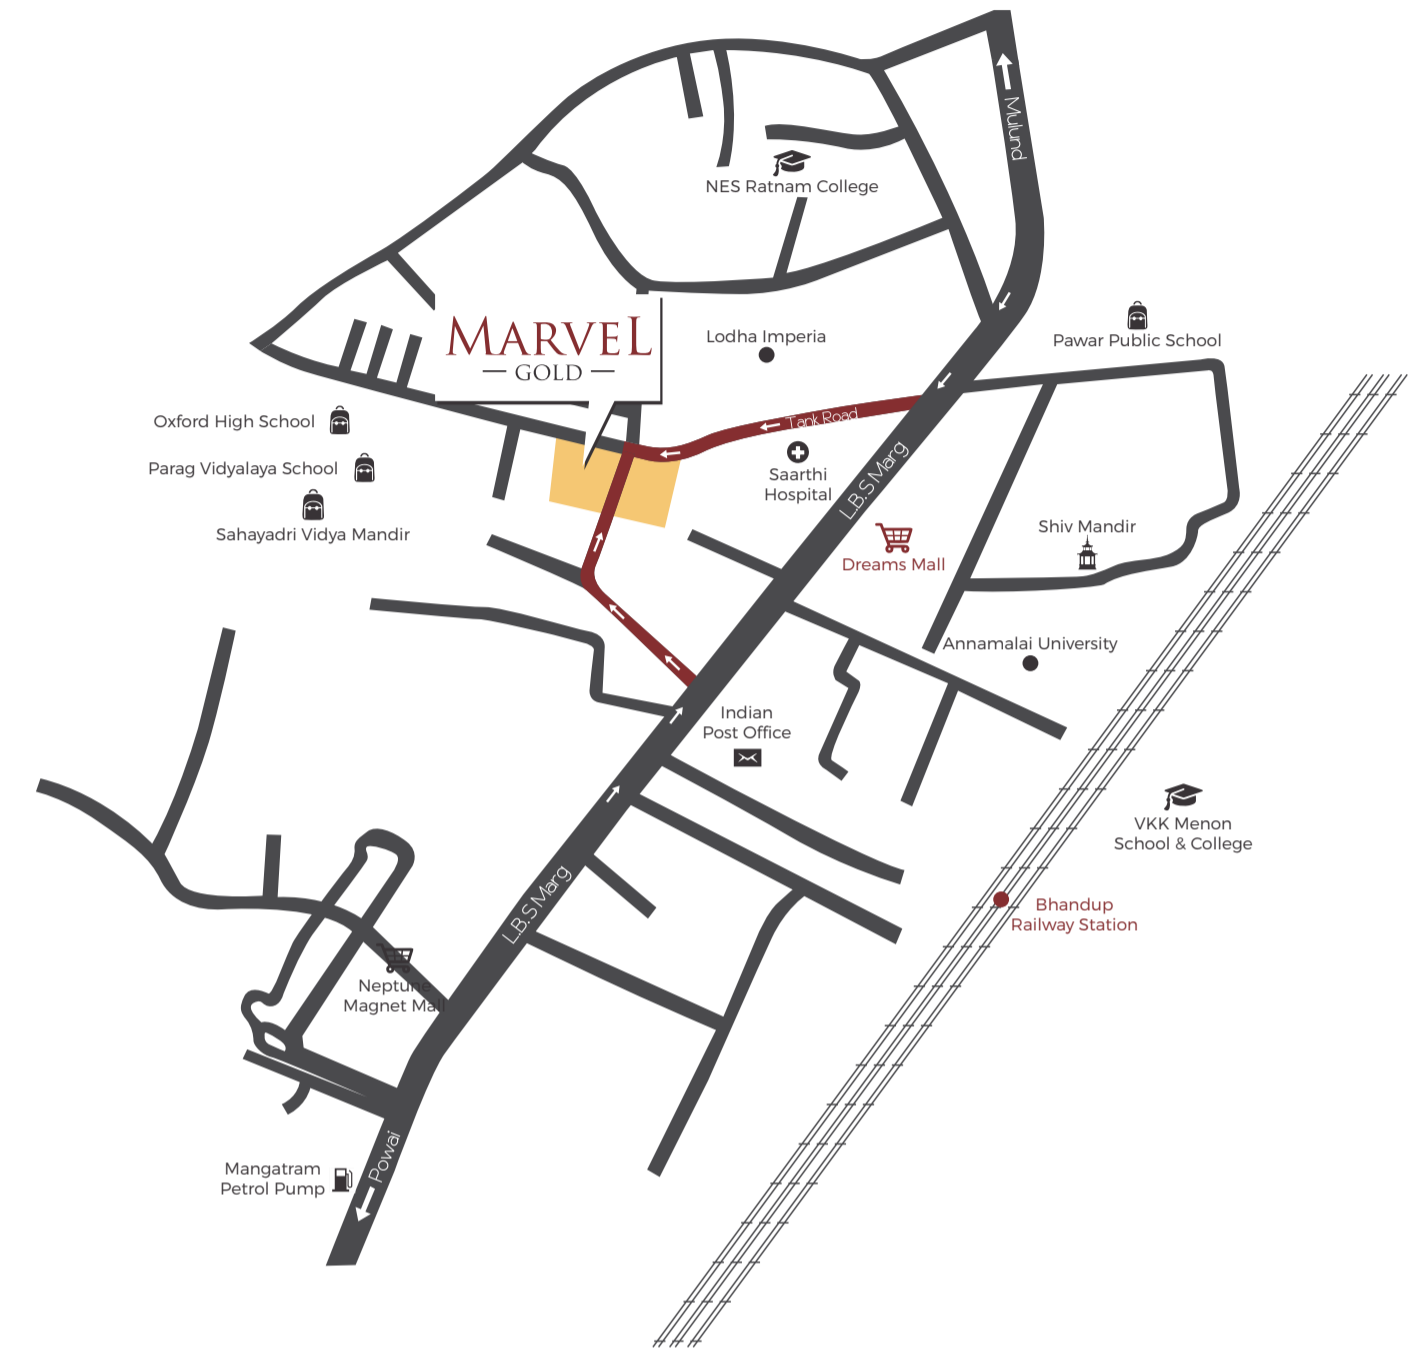 Mulund
NES Ratnam College
MARVEL
GOLD
Lodha Imperia
Pawar Public School
Tank Road
Oxford High School
Parag Vidyalaya School
Sahayadri Vidya Mandir
Saarthi
Hospital
L.B.S Marg
Dreams Mall
Shiv Mandir
Annamalai University
Indian
Post Office
VKK Menon
School & College
L.B.S Marg
Bhandup
Railway Station
Neptune
Magnet Mall
Powai
Mangatram
Petrol Pump